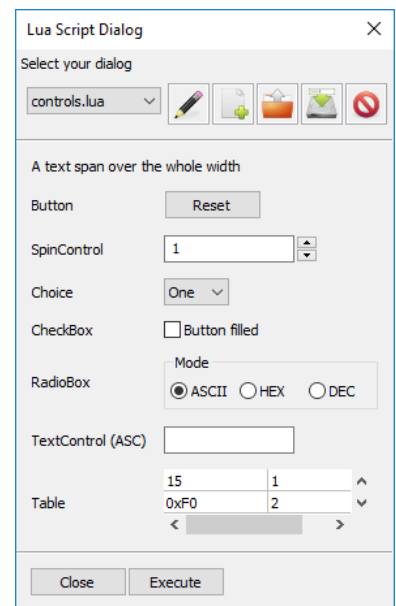 Lua Script Dialog
Select your dialog
controls.lua
A text span over the whole width
Button Reset
SpinControl 1
Choice One
CheckBox Button filled
Mode
RadioBox ASCII HEX DEC
TextControl (ASC)
15 1
Table 0xF0 2
Close Execute